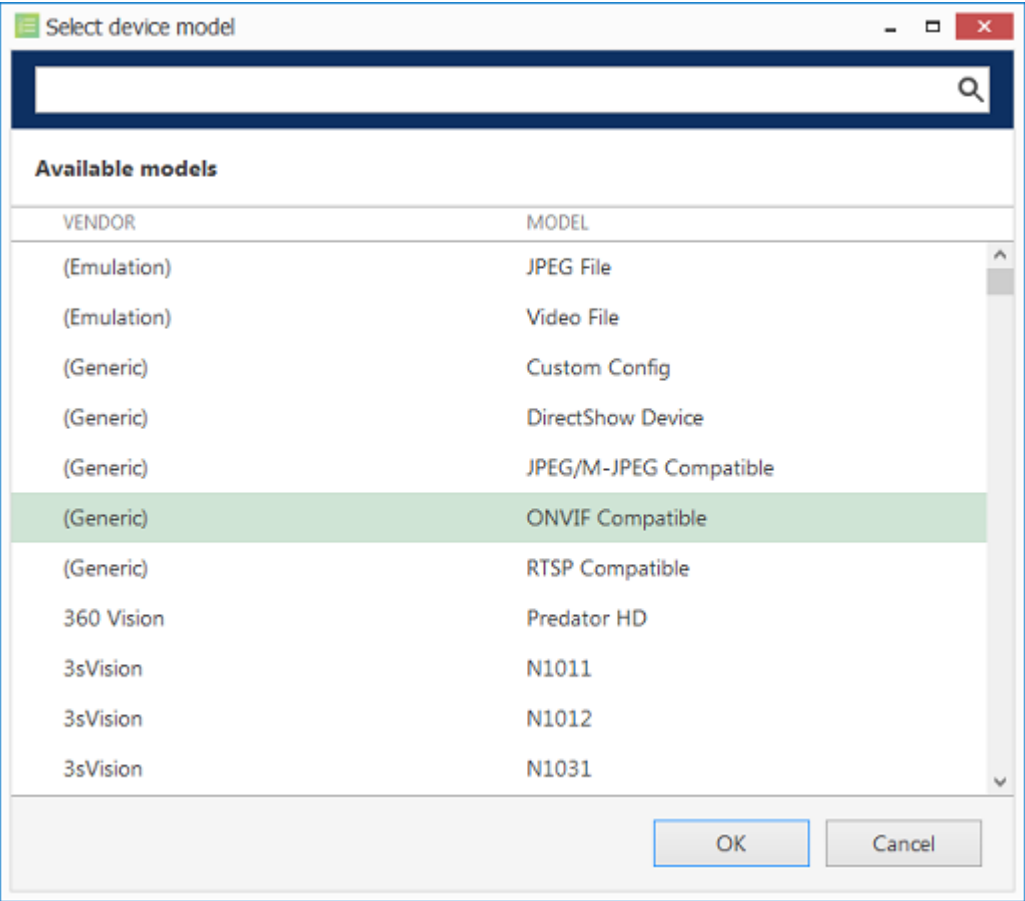 Select device model
Available models
VENDOR MODEL
(Emulation) JPEG File
(Emulation) Video File
(Generic) Custom Config
(Generic) DirectShow Device
(Generic) JPEG/M-JPEG Compatible
(Generic) ONVIF Compatible
(Generic) RTSP Compatible
360 Vision Predator HD
3sVision N1011
3sVision N1012
3sVision N1031
OK Cancel